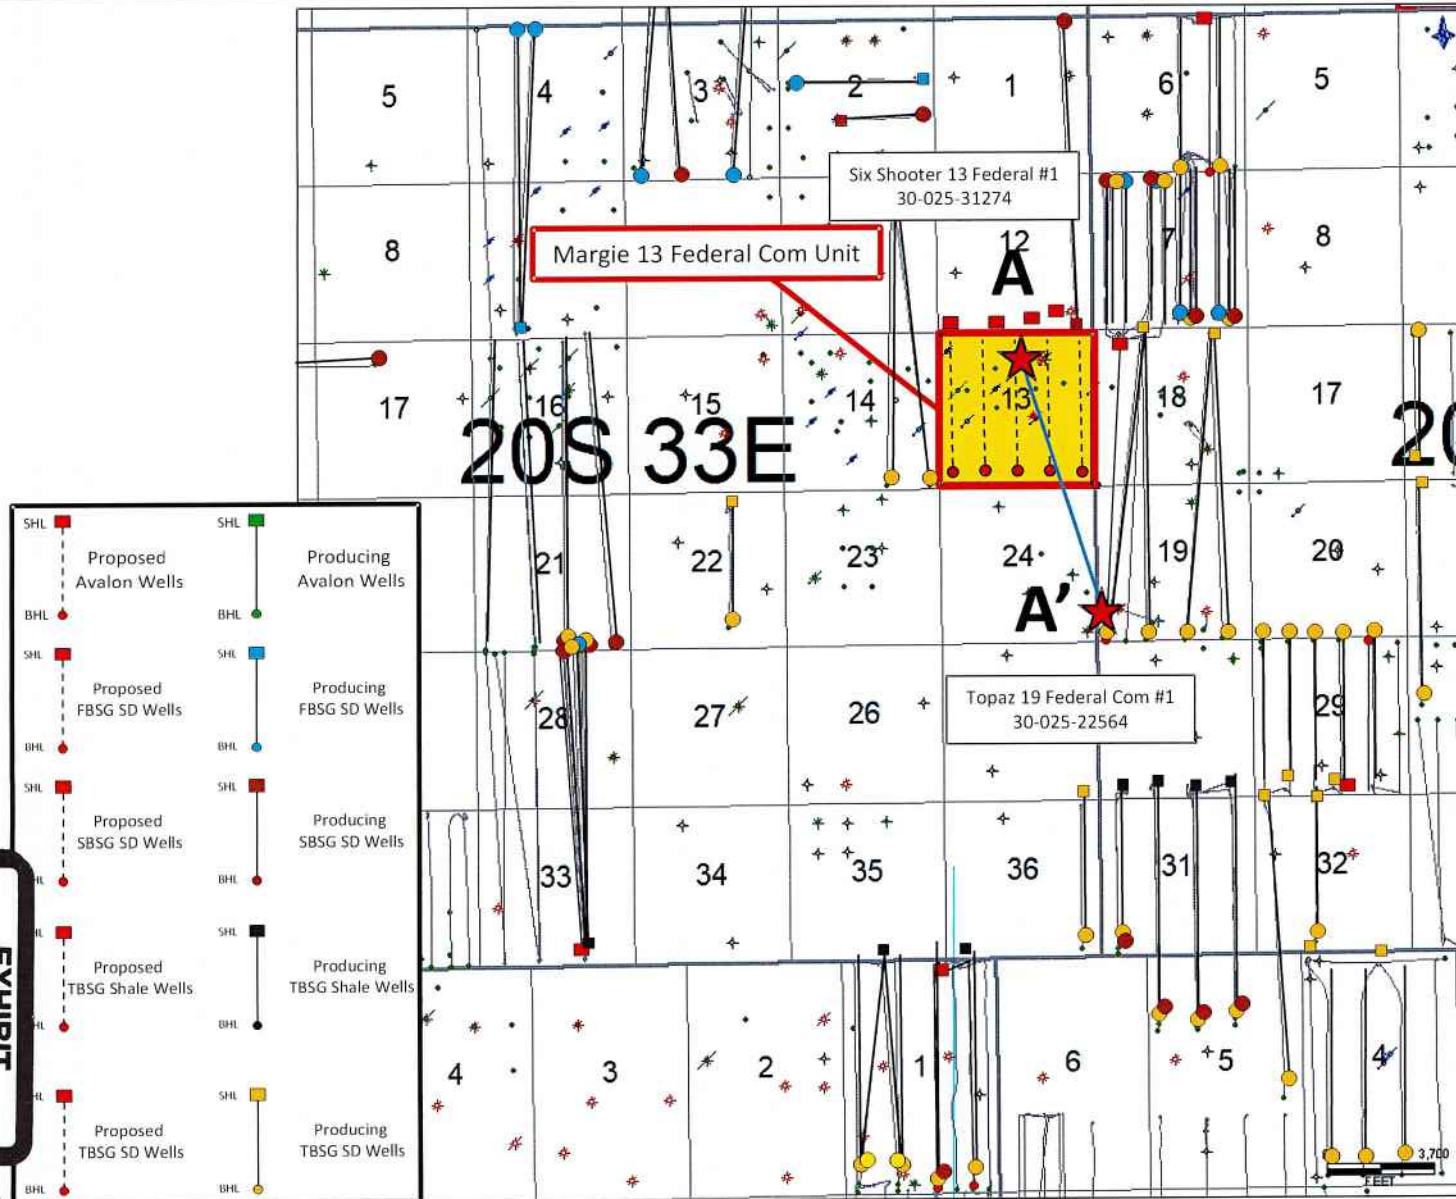 5
4
3
2
1
6
5
Six Shooter 13 Federal #1
30-025-31274
Margie 13 Federal Com Unit
8
12
7
8
A
17
16
15
14
13
18
17
20S 33E
20
21
22
23
24
19
20
A'
28
27
26
29
Topaz 19 Federal Com #1
30-025-22564
33
34
35
36
31
32
4
3
2
1
6
5
4
3,700
FEET
SHL
Proposed
Avalon Wells
BHL
SHL
Producing
Avalon Wells
BHL
SHL
Proposed
FBSG SD Wells
BHL
SHL
Producing
FBSG SD Wells
BHL
SHL
Proposed
SBSG SD Wells
HL
SHL
Producing
SBSG SD Wells
BHL
HL
Proposed
TBSG Shale Wells
HL
SHL
Producing
TBSG Shale Wells
BHL
HL
Proposed
TBSG SD Wells
BHL
SHL
Producing
TBSG SD Wells
BHL
EXHIBIT